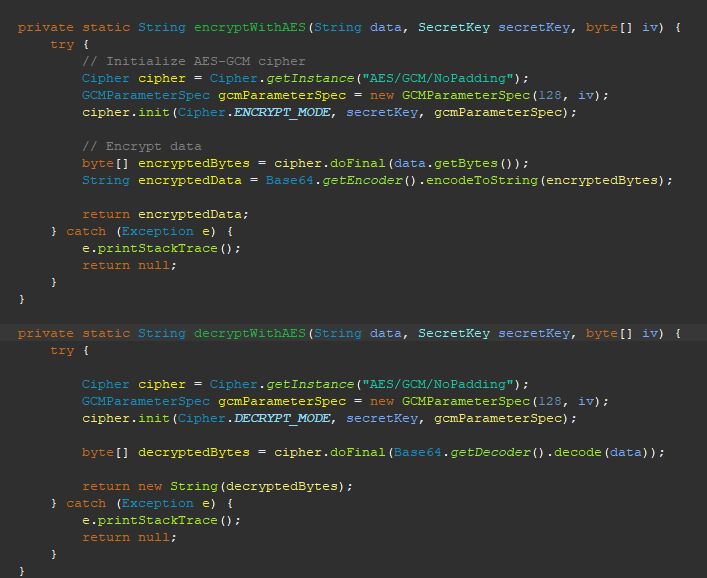 private static String encryptWithAES(String data, SecretKey secretKey, byte[] iv) {
try {
// Initialize AES-GCM cipher
Cipher cipher = Cipher.getInstance("AES/GCM/NoPadding");
GCMParameterSpec gcmParameterSpec = new GCMParameterSpec(128, iv);
cipher.init(Cipher.ENCRYPT_MODE, secretKey, gcmParameterSpec);
// Encrypt data
byte[] encryptedBytes = cipher.doFinal(data.getBytes());
String encryptedData = Base64.getEncoder().encodeToString(encryptedBytes);
return encryptedData;
} catch (Exception e) {
e.printStackTrace();
return null;
}
}
private static String decryptWithAES(String data, SecretKey secretKey, byte[] iv) {
try {
Cipher cipher = Cipher.getInstance("AES/GCM/NoPadding");
GCMParameterSpec gcmParameterSpec = new GCMParameterSpec(128, iv);
cipher.init(Cipher.DECRYPT_MODE, secretKey, gcmParameterSpec);
byte[] decryptedBytes = cipher.doFinal(Base64.getDecoder().decode(data));
return new String(decryptedBytes);
} catch (Exception e) {
e.printStackTrace();
return null;
}
}